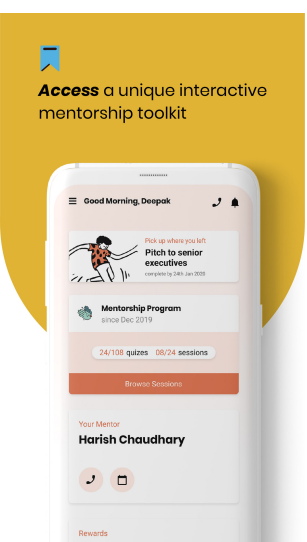 Access a unique interactive
mentorship toolkit
Good Morning, Deepak
Pick up where you left
Pitch to senior
executives
complete by 24th Jan 2020
Mentorship Program
since Dec 2019
24/108 quizes 08/24 sessions
Browse Sessions
Your Mentor
Harish Chaudhary
Rewards